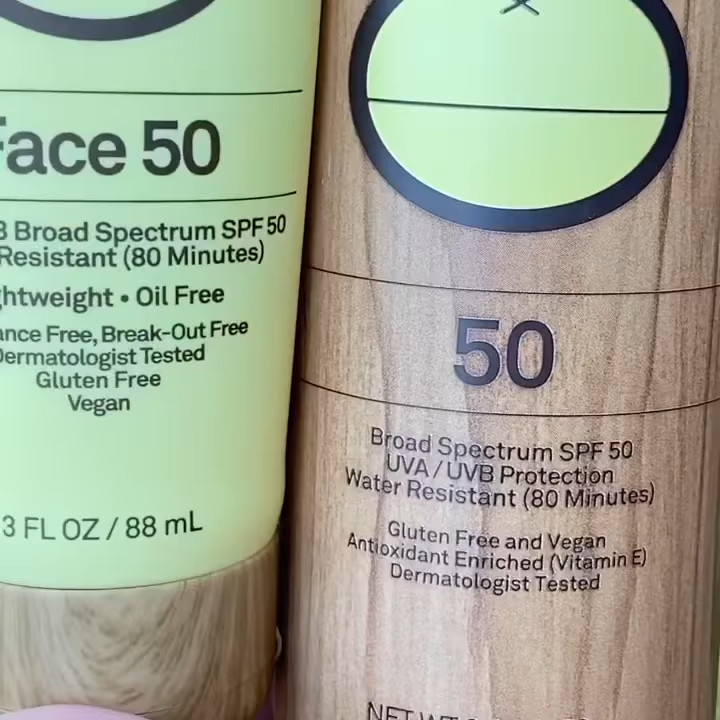 Face 50
B Broad Spectrum SPF 50
Resistant (80 Minutes)
Oil Free
Free, Break-Out Free
Dermatologist Tested
Gluten Free
Vegan
3 FL OZ / 88 mL
50
Broad Spectrum SPF 50
UVA / UVB Protection
Water Resistant (80 Minutes)
Gluten Free and Vegan
Antioxidant Enriched (Vitamin E)
Dermatologist Tested
NET WT